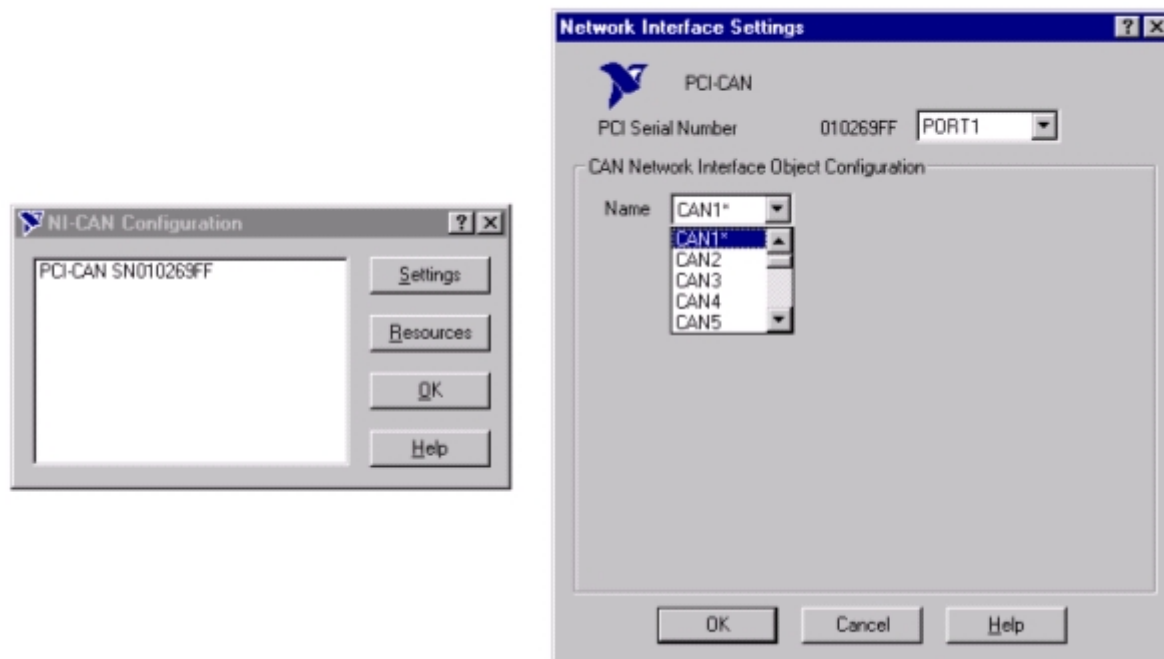 NI-CAN Configuration
PCI-CAN SN010269FF
Settings
Resources
OK
Help
Network Interface Settings
PCI-CAN
PCI Serial Number 010269FF PORT1
CAN Network Interface Object Configuration
Name CAN1*
CAN1*
CAN2
CAN3
CAN4
CAN5
OK Cancel Help